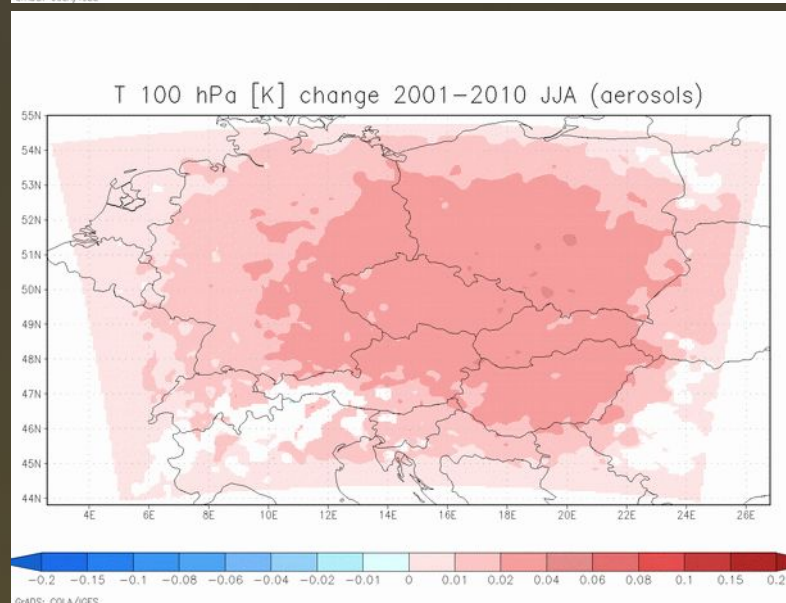 T 100 hPa [K] change 2001–2010 JJA (aerosols)
55N
54N
53N
52N
51N
50N
49N
48N
47N
46N
45N
44N
4E 6E 8E 10E 12E 14E 16E 18E 20E 22E 24E 26E
-0.2 -0.15 -0.1 -0.08 -0.06 -0.04 -0.02 -0.01 0 0.01 0.02 0.04 0.06 0.08 0.1 0.15 0.2
GrADS: COLA/IGES